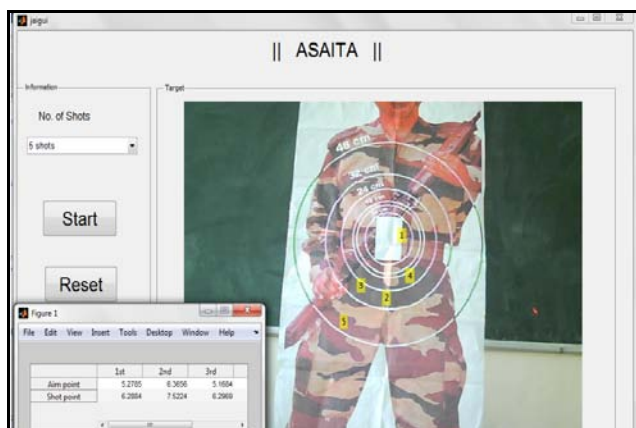 jaigui
|| ASAITA ||
Information
No. of Shots
5 shots
Start
Reset
Target
48 cm
32 cm
24 cm
1
4
3
2
5
Figure 1
File Edit View Insert Tools Desktop Window Help
1st 2nd 3rd
Aim point 5.2785 6.3656 5.1684
Shot point 6.2884 7.5224 6.2969